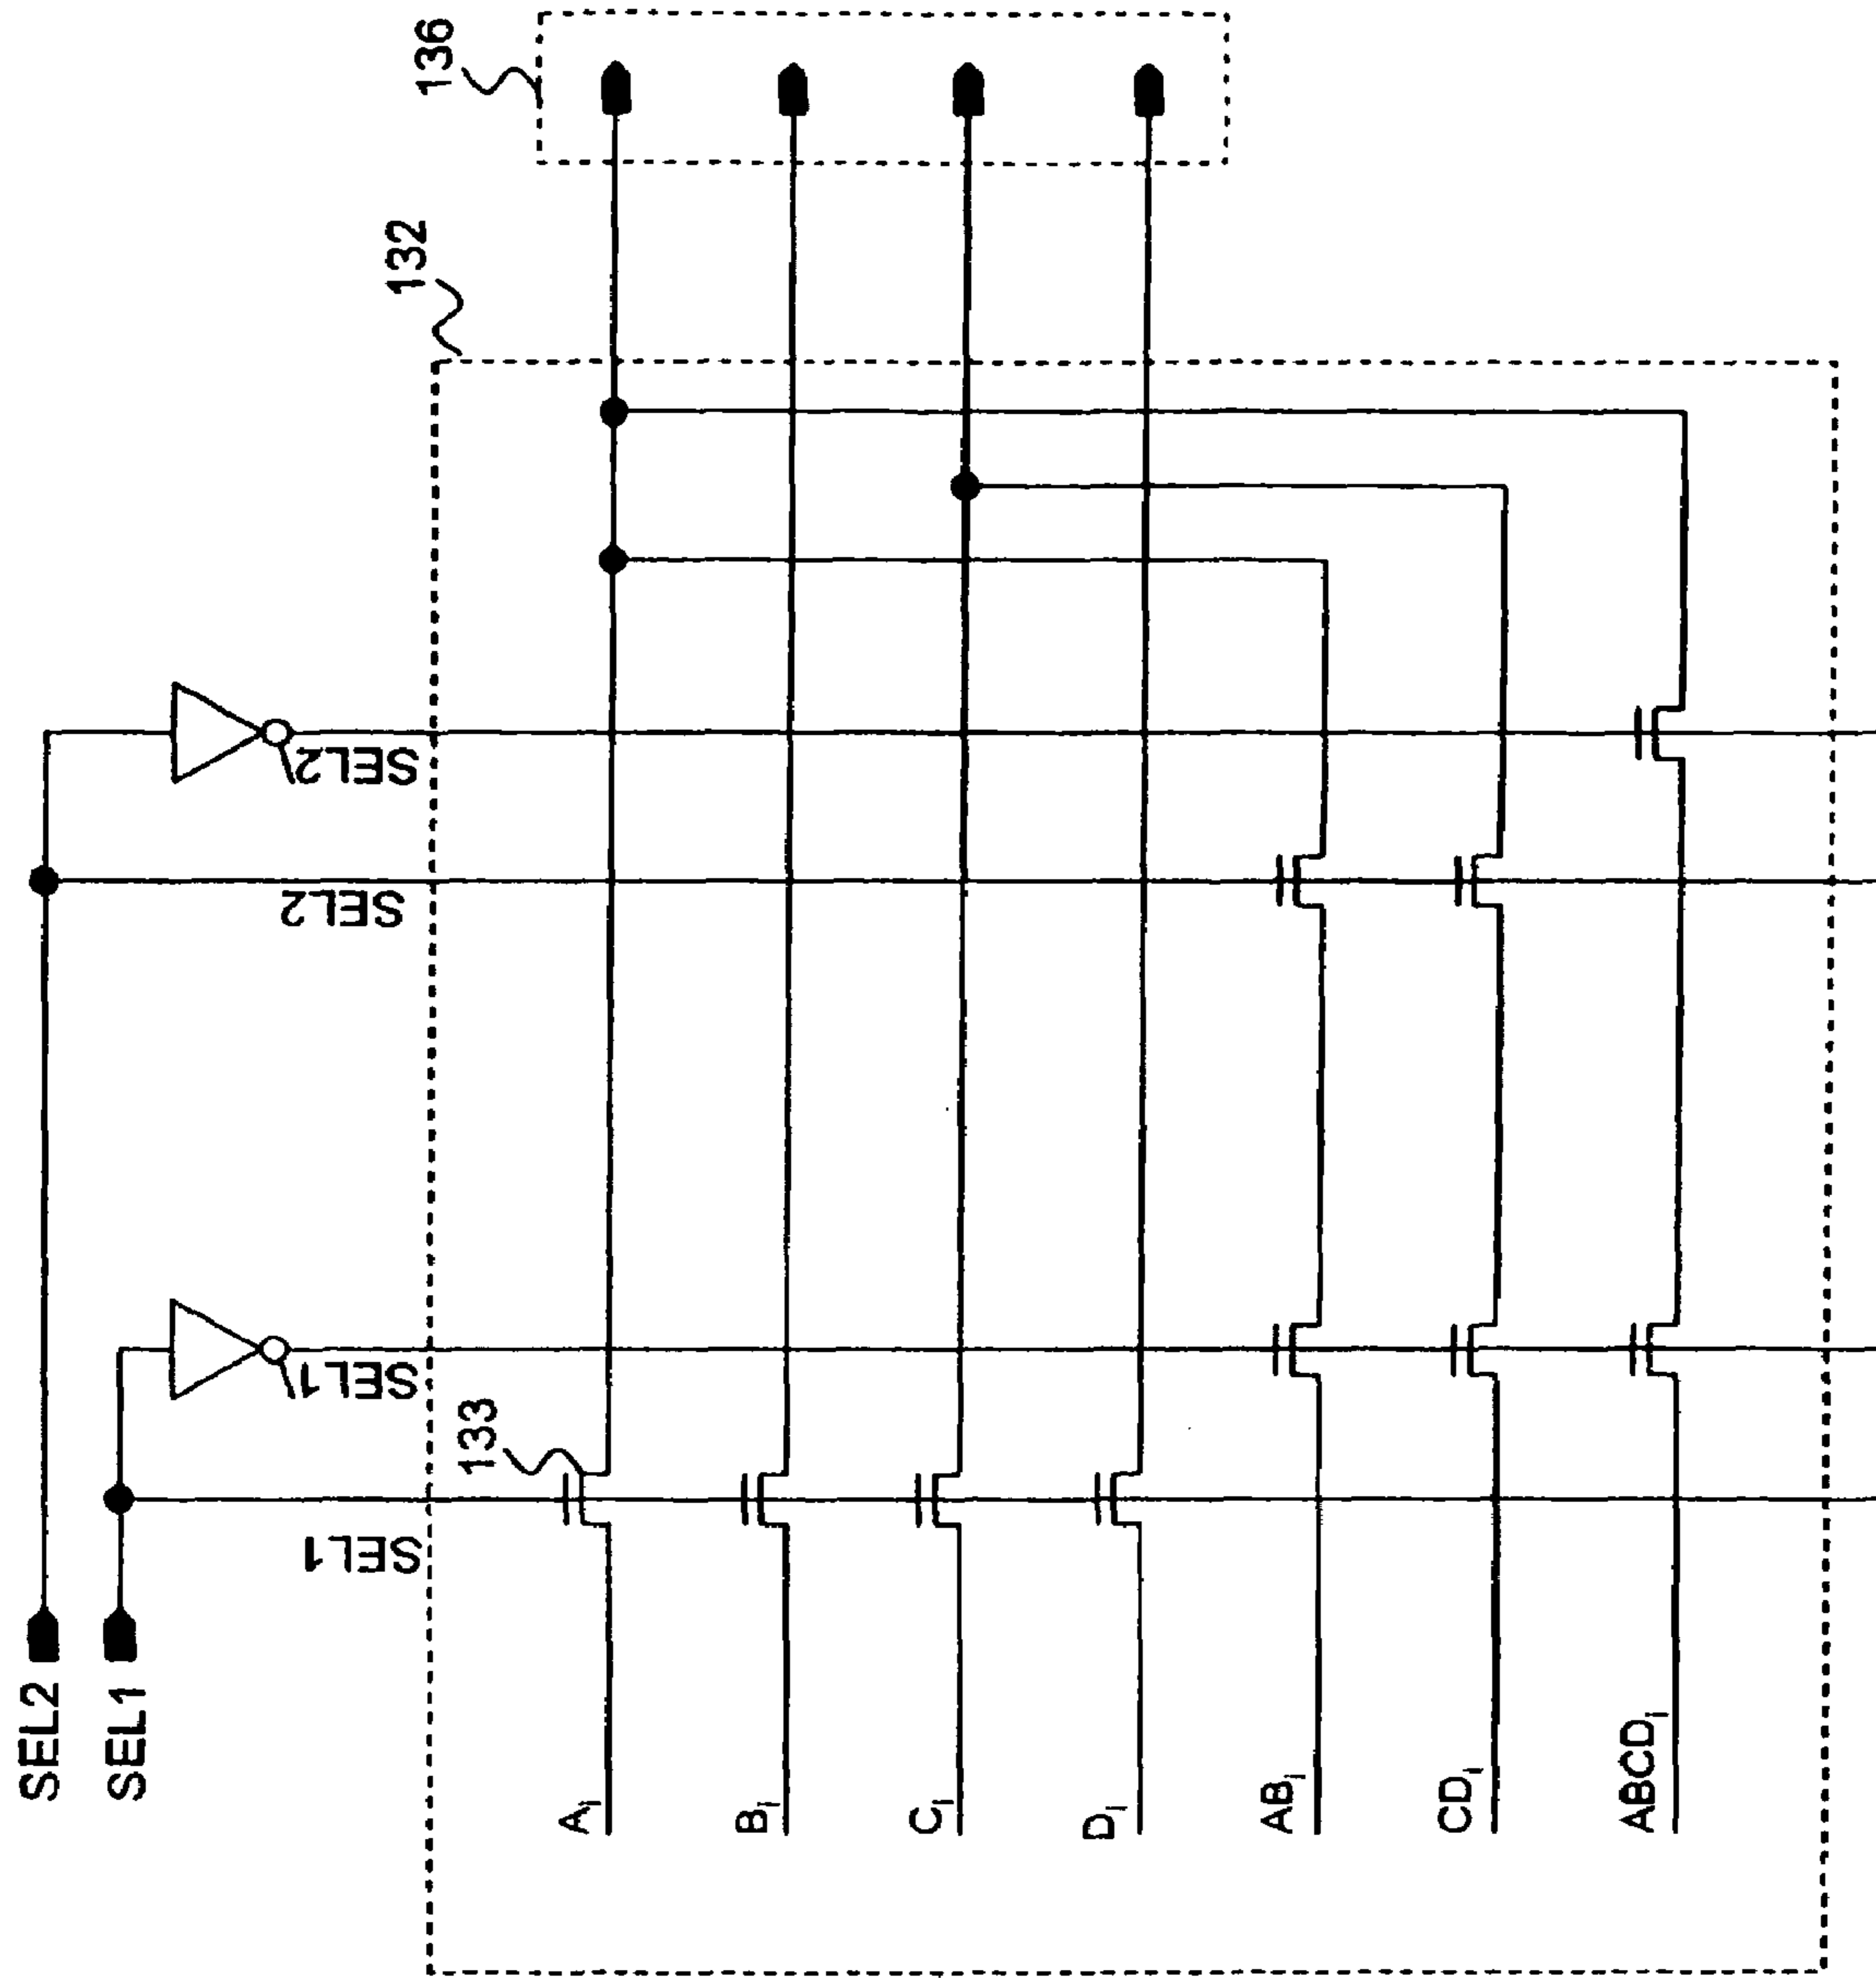 136
132
SEL2
SEL1
SEL2
SEL2
SEL1
SEL1
133
A_i
B_i
C_i
D_i
AB_i
CD_i
ABCD_i